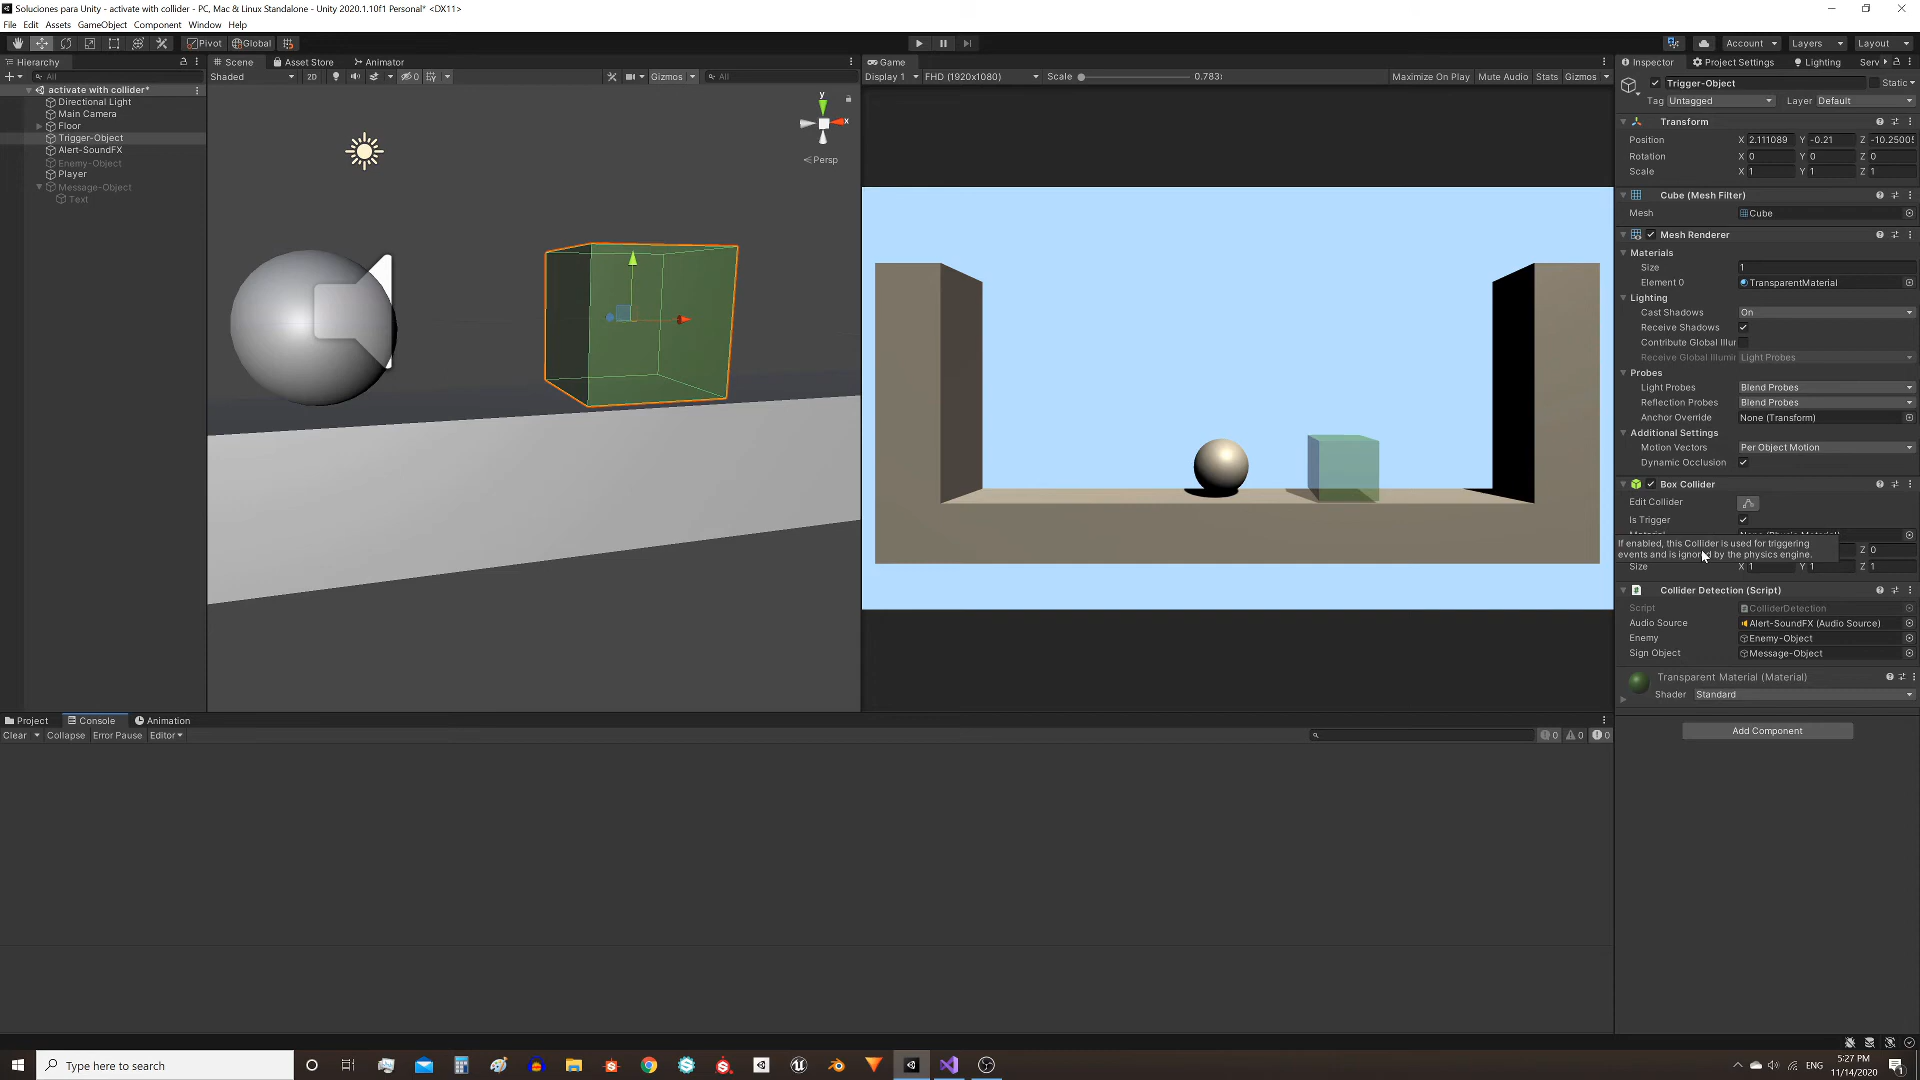 Soluciones para Unity - activate with collider - PC, Mac & Linux Standalone - Unity 2020.1.10f1 Personal* <DX11>
File Edit Assets GameObject Component Window Help
Pivot Global Account Layers Layout
Hierarchy
All
activate with collider*
Directional Light
Main Camera
Floor
Trigger-Object
Alert-SoundFX
Enemy-Object
Player
Message-Object
Text
Scene Asset Store Animator
Shaded 2D 0 Gizmos All
y
x
Persp
Game
Display 1 FHD (1920x1080) Scale 0.783: Maximize On Play Mute Audio Stats Gizmos
Inspector Project Settings Lighting Serv
Trigger-Object Static
Tag Untagged Layer Default
Transform
Position X 2.111089 Y -0.21 Z -10.25005
Rotation X 0 Y 0 Z 0
Scale X 1 Y 1 Z 1
Cube (Mesh Filter)
Mesh Cube
Mesh Renderer
Materials
Size 1
Element 0 TransparentMaterial
Lighting
Cast Shadows On
Receive Shadows
Contribute Global Illur
Receive Global Illumir Light Probes
Probes
Light Probes Blend Probes
Reflection Probes Blend Probes
Anchor Override None (Transform)
Additional Settings
Motion Vectors Per Object Motion
Dynamic Occlusion
Box Collider
Edit Collider
Is Trigger
If enabled, this Collider is used for triggering
events and is ignored by the physics engine.
Z 0
Size X 1 Y 1 Z 1
Collider Detection (Script)
Script ColliderDetection
Audio Source Alert-SoundFX (Audio Source)
Enemy Enemy-Object
Sign Object Message-Object
Transparent Material (Material)
Shader Standard
Add Component
Project Console Animation
Clear Collapse Error Pause Editor 0 0 0
Type here to search
ENG
5:27 PM
11/14/2020